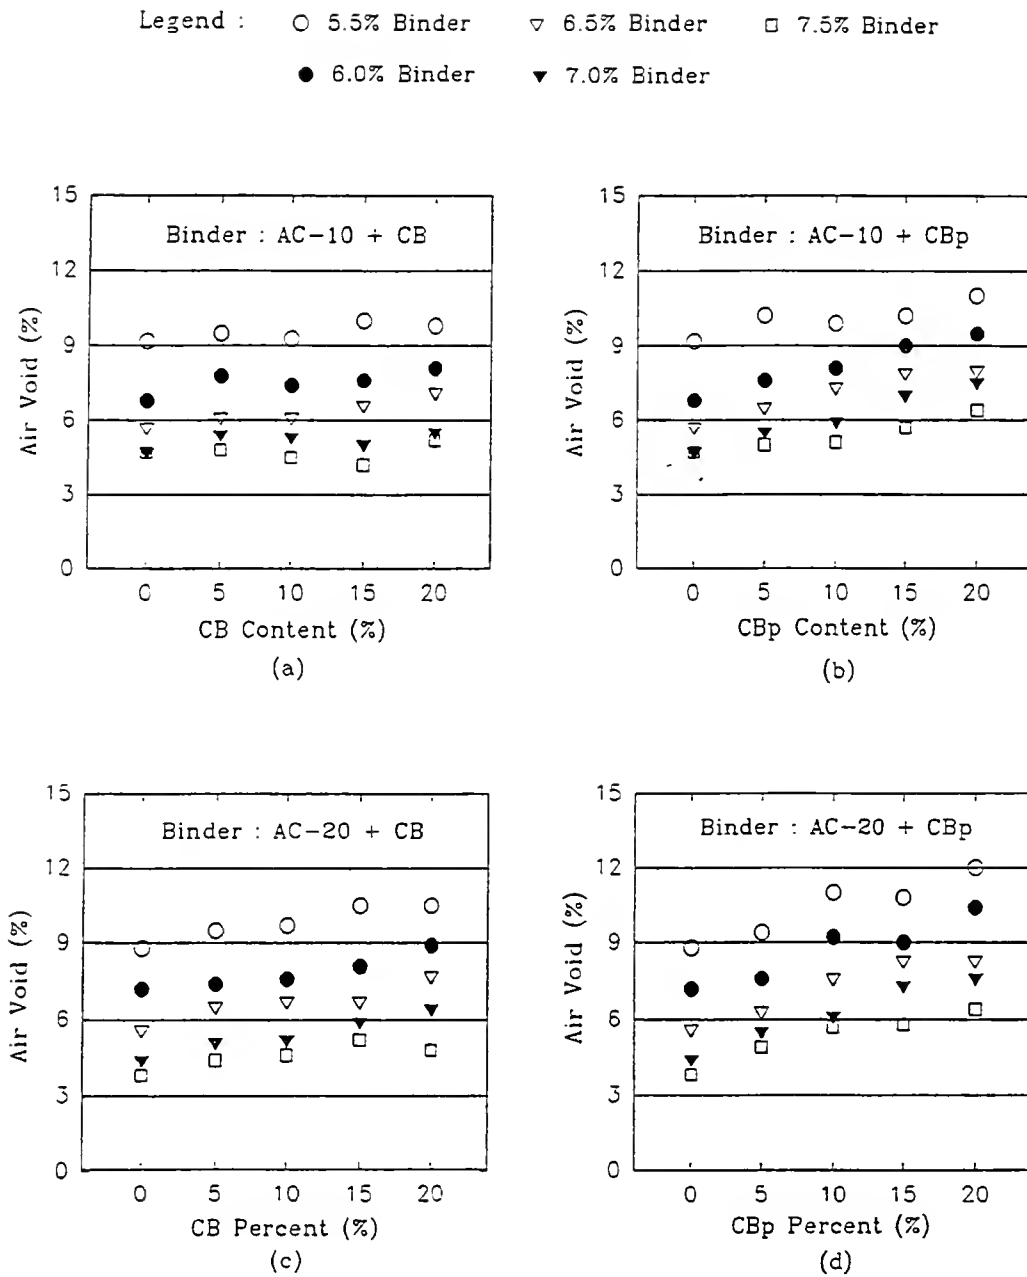 Legend : 5.5% Binder 6.5% Binder 7.5% Binder
6.0% Binder 7.0% Binder
15
12
9
6
3
0
Air Void (%)
Binder : AC-10 + CB
0 5 10 15 20
CB Content (%)
(a)
15
12
9
6
3
0
Air Void (%)
Binder : AC-10 + CBp
0 5 10 15 20
CBp Content (%)
(b)
15
12
9
6
3
0
Air Void (%)
Binder : AC-20 + CB
0 5 10 15 20
CB Percent (%)
(c)
15
12
9
6
3
0
Air Void (%)
Binder : AC-20 + CBp
0 5 10 15 20
CBp Percent (%)
(d)